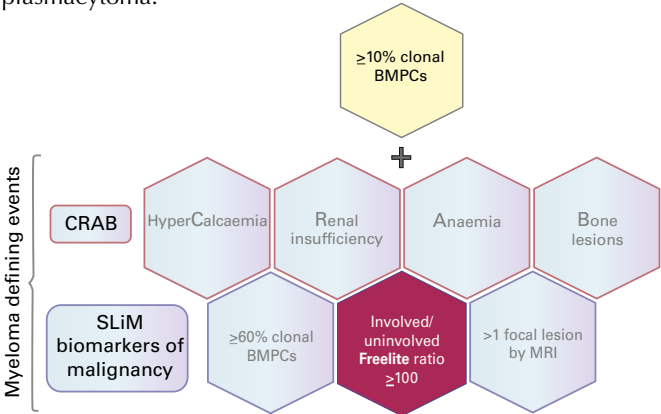 plasmacytoma.
≥10% clonal
BMPCs
+
Myeloma defining events
CRAB
HyperCalcaemia
Renal
insufficiency
Anaemia
Bone
lesions
SLiM
biomarkers of
malignancy
≥60% clonal
BMPCs
Involved/
uninvolved
Freelite ratio
≥100
>1 focal lesion
by MRI